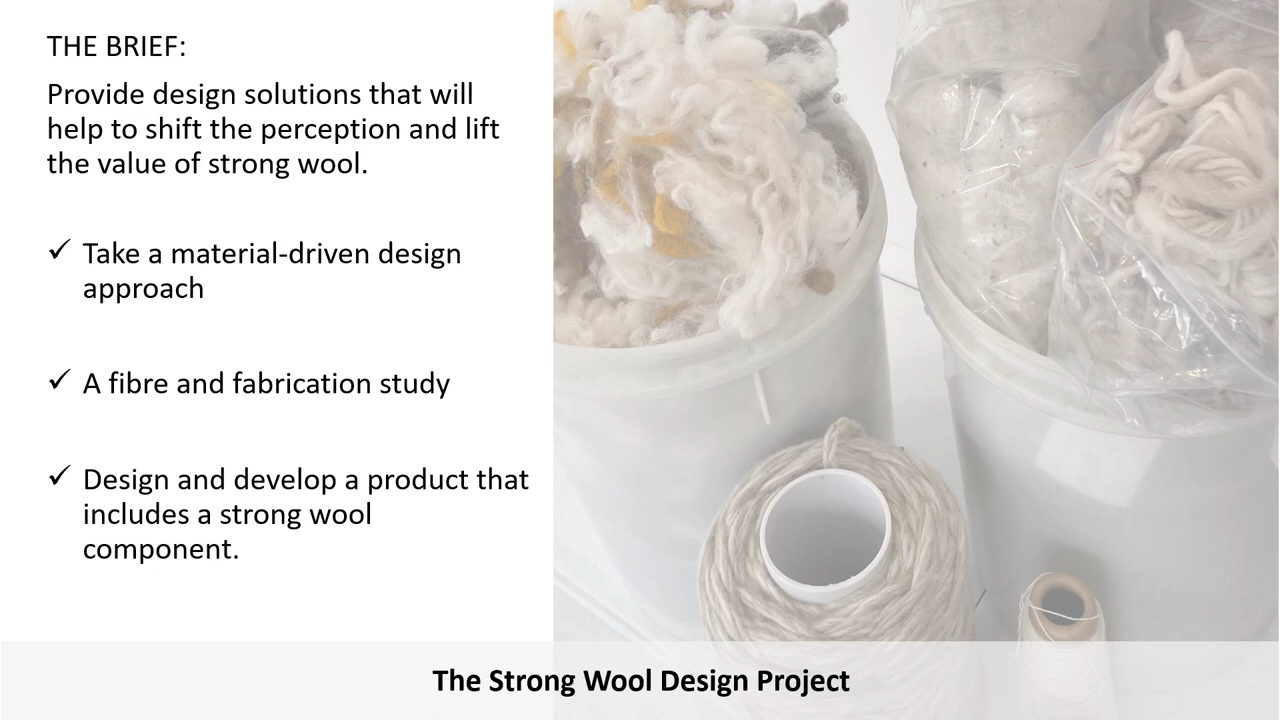 THE BRIEF:
Provide design solutions that will
help to shift the perception and lift
the value of strong wool.
✓ Take a material-driven design
approach
✓ A fibre and fabrication study
✓ Design and develop a product that
includes a strong wool
component.
The Strong Wool Design Project